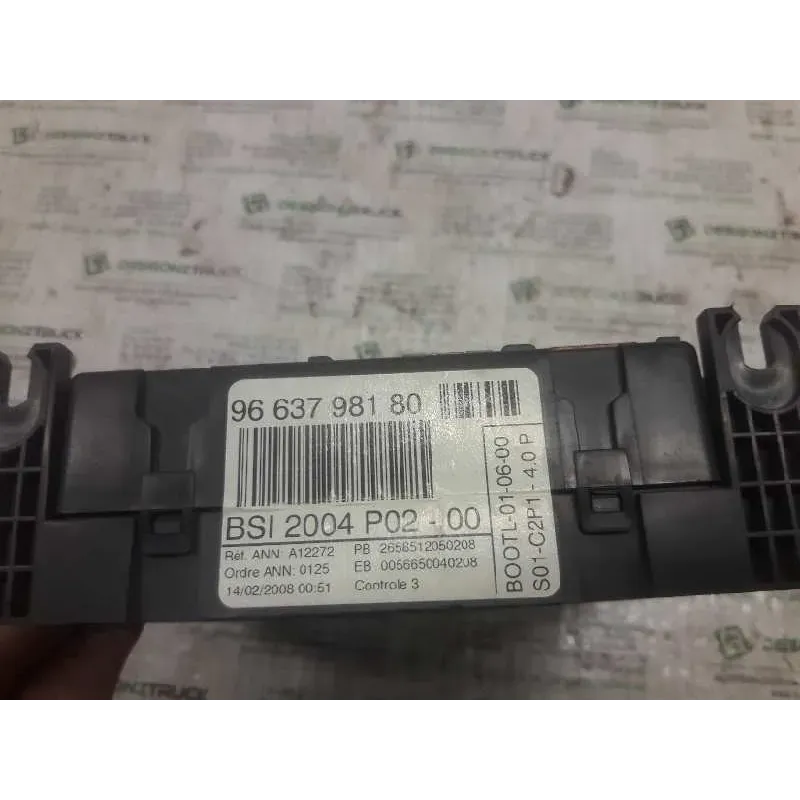 96 637 981 80
BSI 2004 P02 - 00
Réf. ANN: A12272 PB 2658512050208
Ordre ANN: 0125 EB 0056650040208
14/02/2008 00:51 Controle 3
BOOTL-01-06-00
S01-C2P1 - 4.0 P